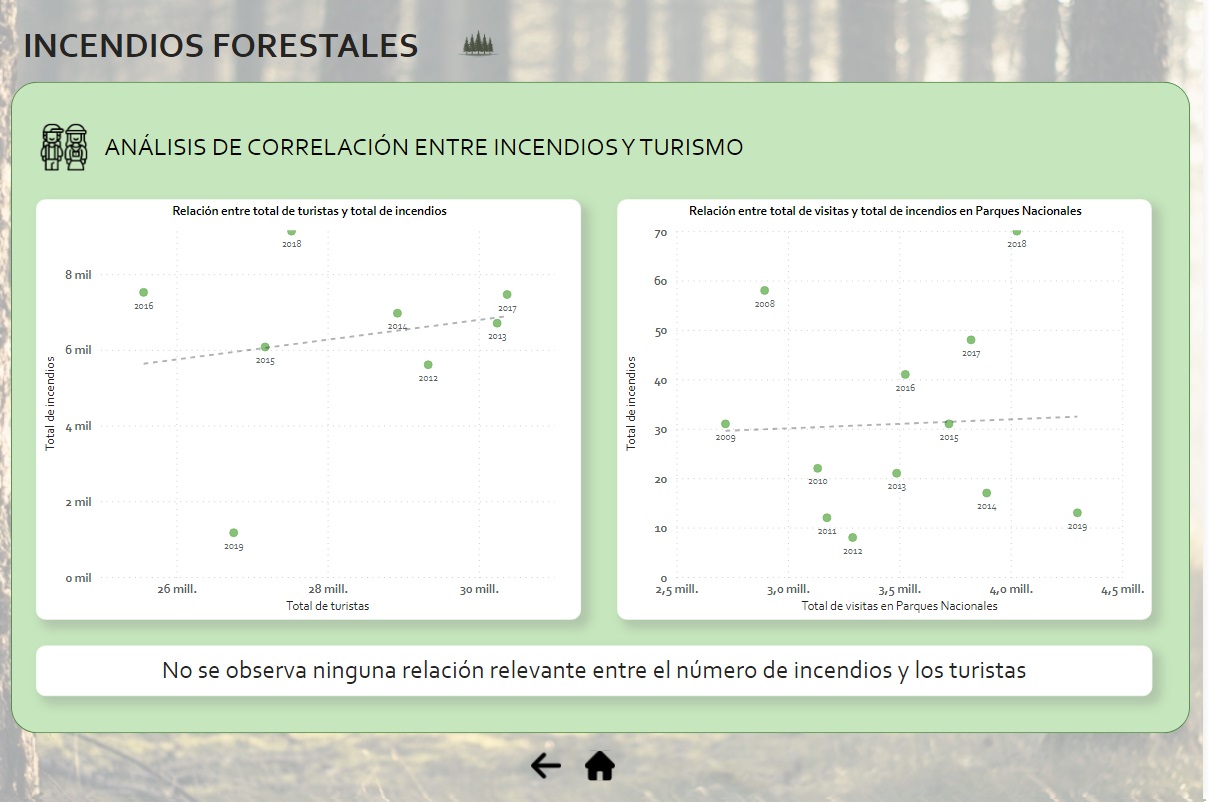 INCENDIOS FORESTALES
ANÁLISIS DE CORRELACIÓN ENTRE INCENDIOS Y TURISMO
Relación entre total de turistas y total de incendios
Total de incendios
8 mil
6 mil
4 mil
2 mil
0 mil
2018
2016
2017
2014
2013
2015
2012
2019
26 mill.
28 mill.
30 mill.
Total de turistas
Relación entre total de visitas y total de incendios en Parques Nacionales
Total de incendios
70
60
50
40
30
20
10
0
2018
2008
2017
2016
2009
2015
2010
2013
2014
2011
2019
2012
2,5 mill.
3,0 mill.
3,5 mill.
4,0 mill.
4,5 mill.
Total de visitas en Parques Nacionales
No se observa ninguna relación relevante entre el número de incendios y los turistas